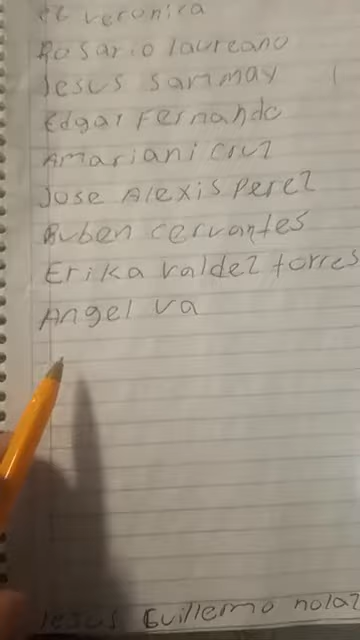 veronica
Rosario laureano
Jesus Sanmay
Edgar Fernando
Amariani cruz
Jose Alexis Perez
Ruben cervantes
Erika Valdez torres
Angel Va
Jesus Guillermo nolaz